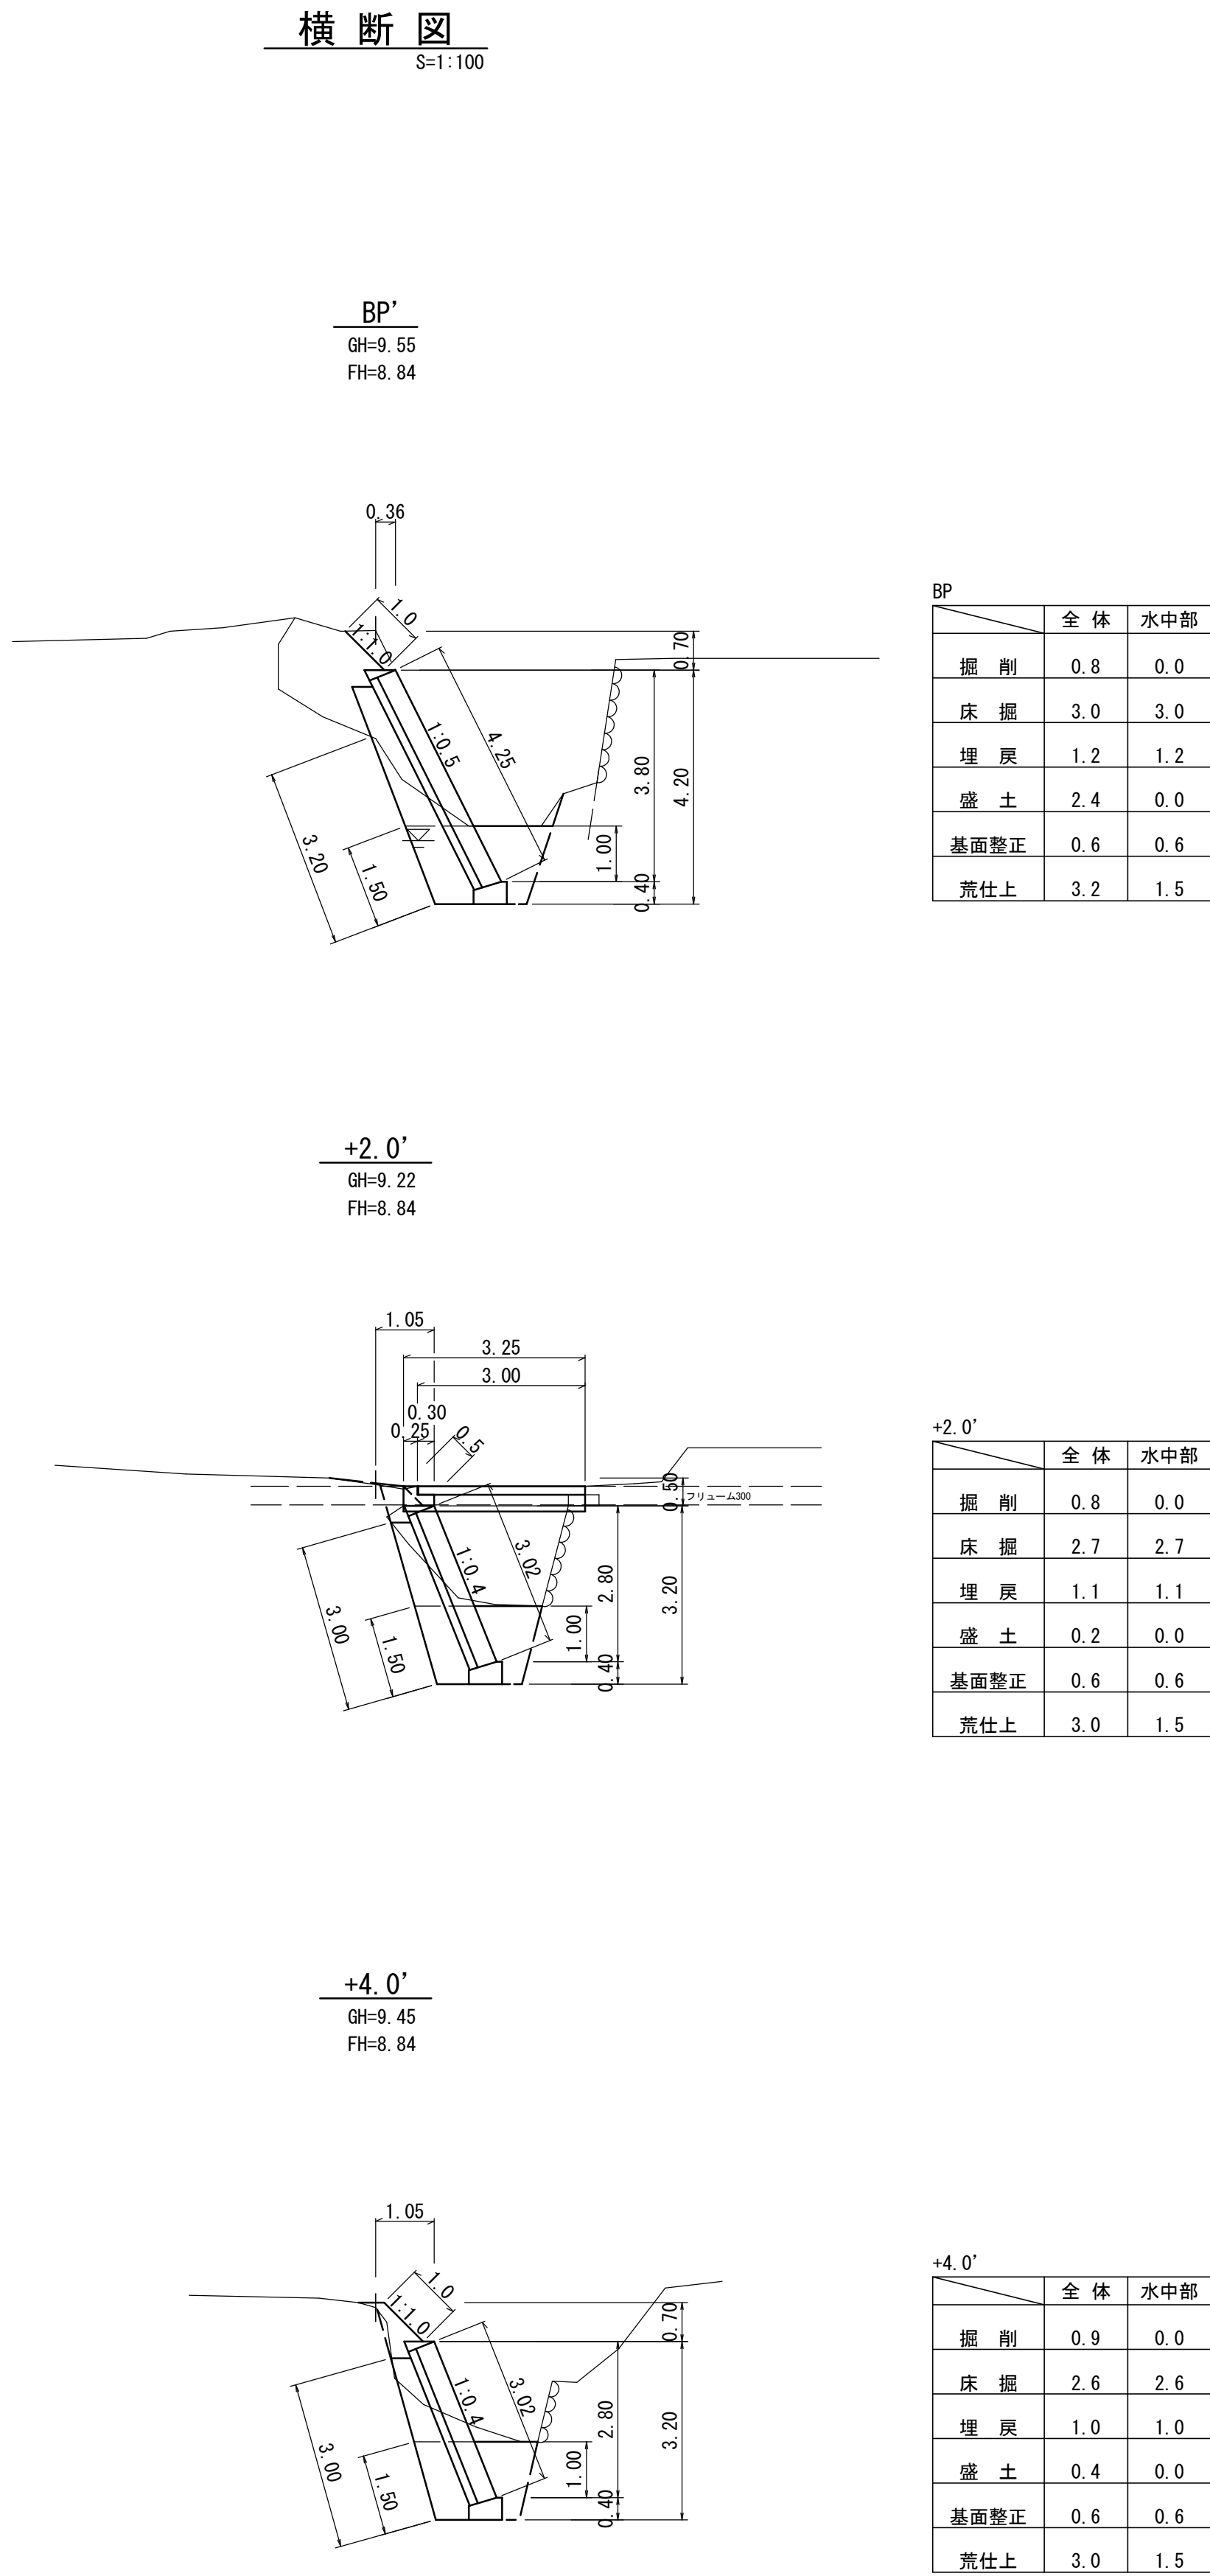 横 断 図
S=1:100
BP’
GH=9.55
FH=8.84
0.36
1.0
1:1.0
0.70
4.25
1:0.5
3.80
4.20
3.20
1.50
1.00
0.40
BP
全 体 水中部
掘 削 0.8 0.0
床 掘 3.0 3.0
埋 戻 1.2 1.2
盛 土 2.4 0.0
基面整正 0.6 0.6
荒仕上 3.2 1.5
+2.0’
GH=9.22
FH=8.84
1.05
3.25
3.00
0.30
0.25
0.5
0.50
フリューム300
3.02
1:0.4
2.80
3.20
3.00
1.50
1.00
0.40
+2.0’
全 体 水中部
掘 削 0.8 0.0
床 掘 2.7 2.7
埋 戻 1.1 1.1
盛 土 0.2 0.0
基面整正 0.6 0.6
荒仕上 3.0 1.5
+4.0’
GH=9.45
FH=8.84
1.05
1.0
1:1.0
0.70
3.02
1:0.4
2.80
3.20
3.00
1.50
1.00
0.40
+4.0’
全 体 水中部
掘 削 0.9 0.0
床 掘 2.6 2.6
埋 戻 1.0 1.0
盛 土 0.4 0.0
基面整正 0.6 0.6
荒仕上 3.0 1.5